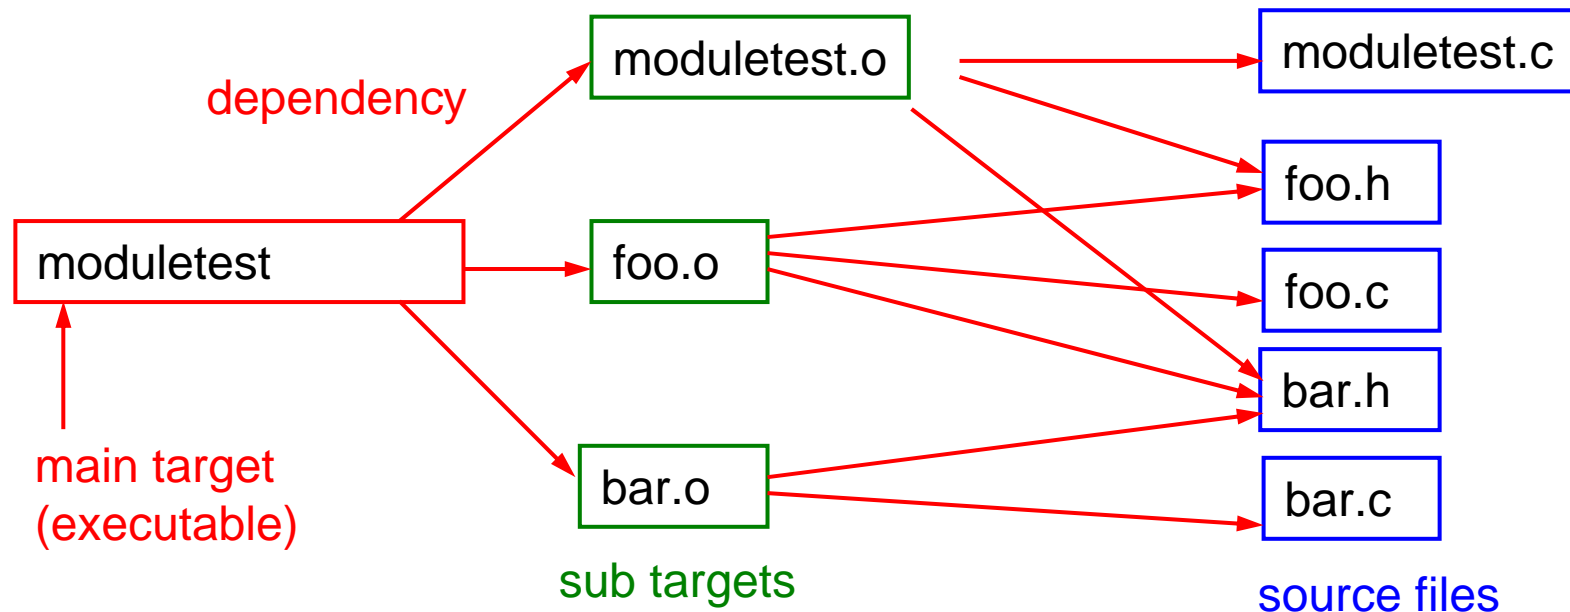 moduletest.o
moduletest.c
dependency
foo.h
moduletest
foo.o
foo.c
bar.h
main target
(executable)
bar.o
bar.c
sub targets
source files